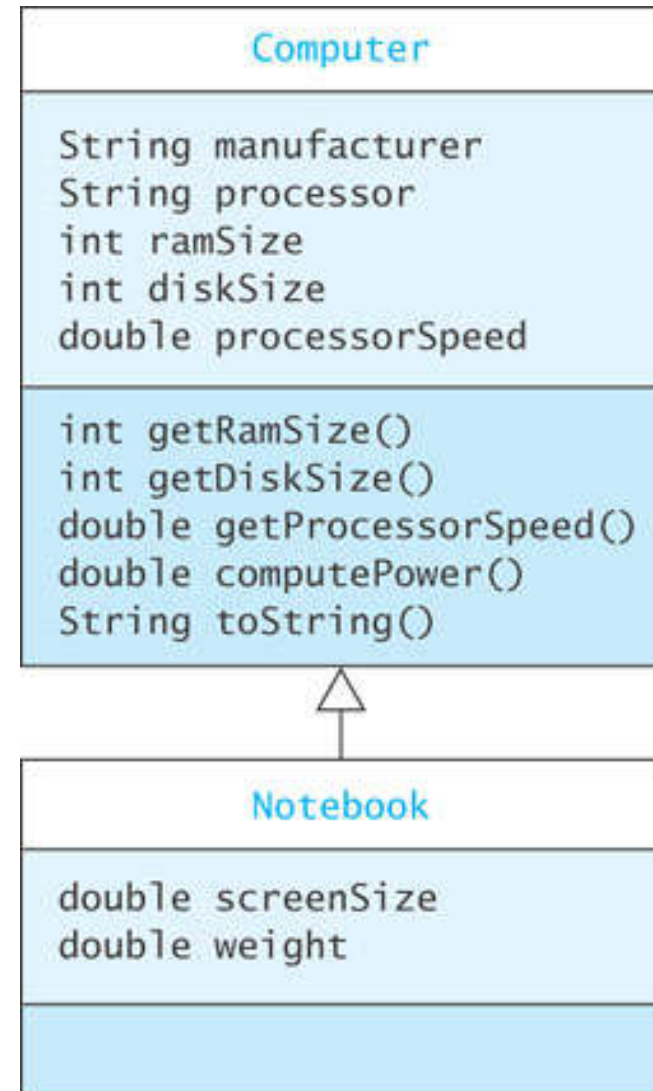 Computer
String manufacturer
String processor
int ramSize
int diskSize
double processorSpeed
int getRamSize()
int getDiskSize()
double getProcessorSpeed()
double computePower()
String toString()
Notebook
double screenSize
double weight